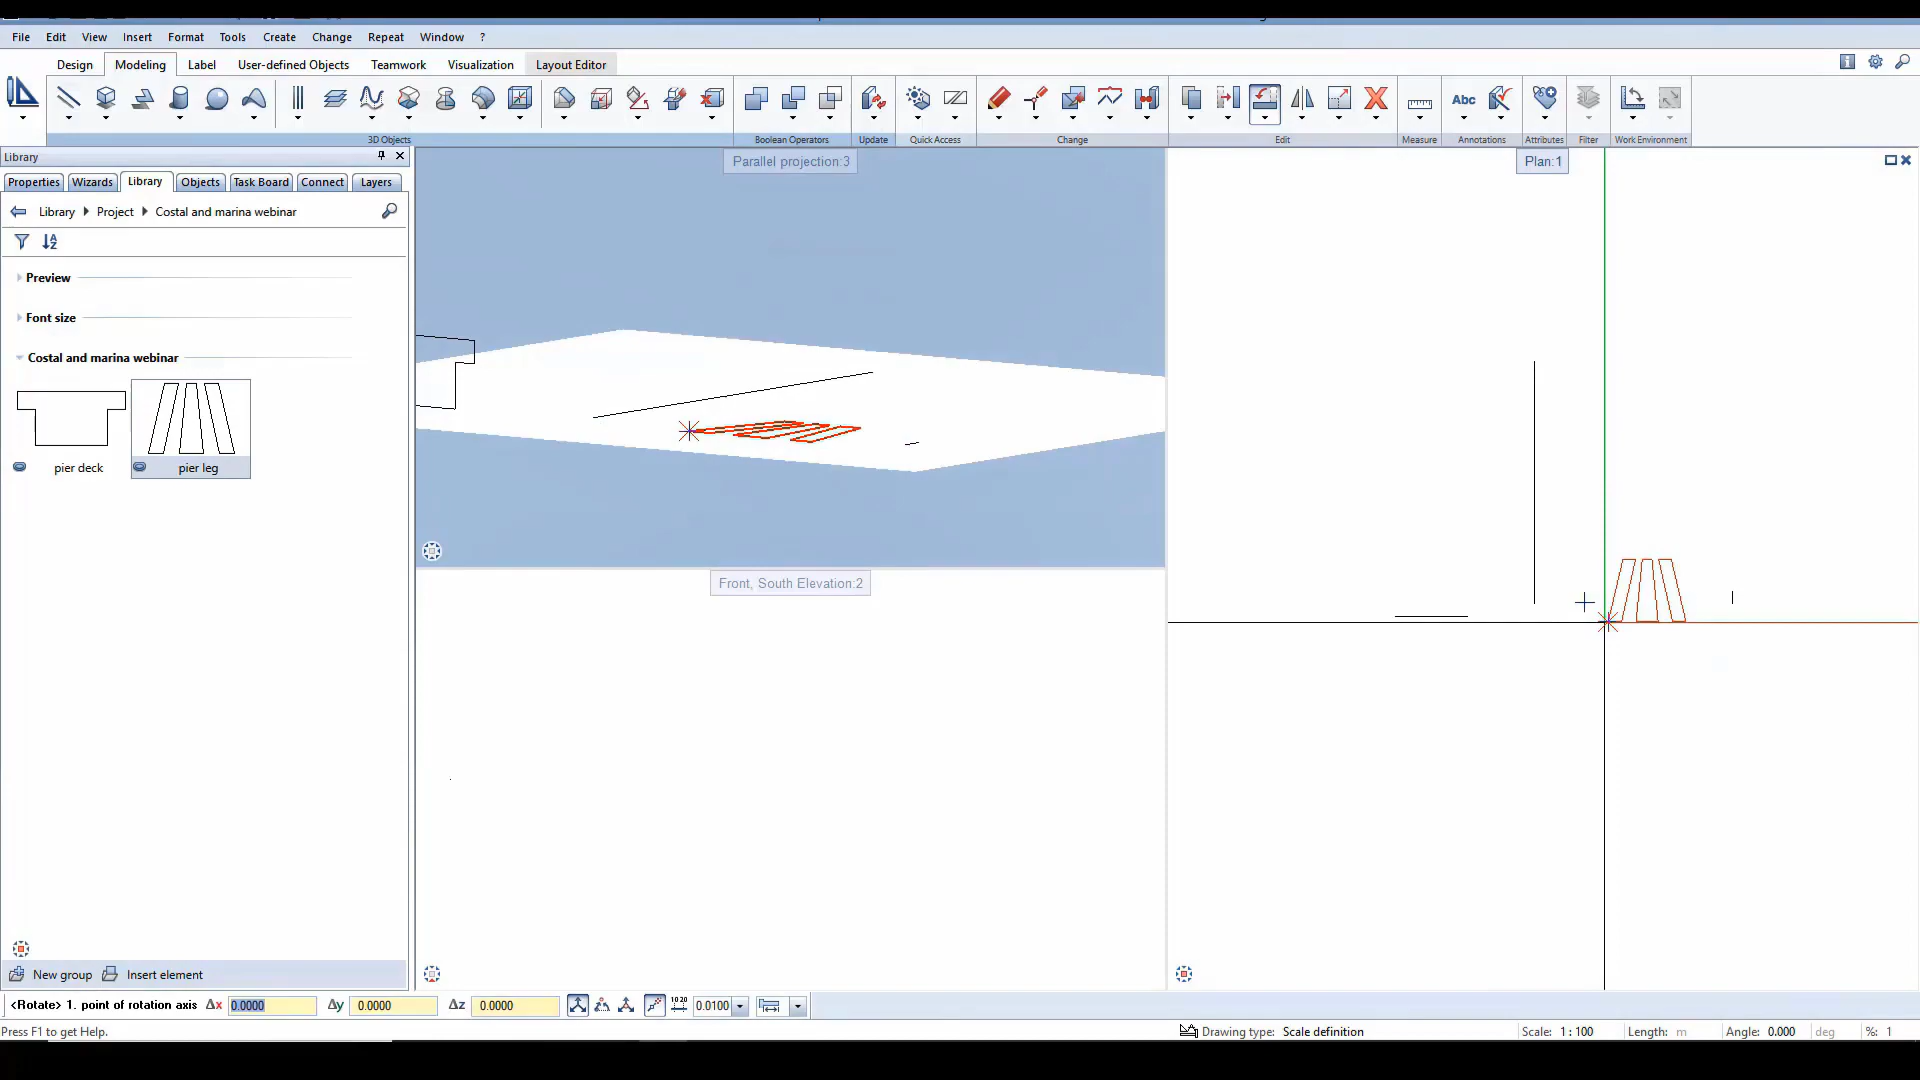 File Edit View Insert Format Tools Create Change Repeat Window ?
Design Modeling Label User-defined Objects Teamwork Visualization Layout Editor
Abc
3D Objects Boolean Operators Update Quick Access Change Edit Measure Annotations Attributes Filter Work Environment
Library
Properties Wizards Library Objects Task Board Connect Layers
Library Project Costal and marina webinar
Preview
Font size
Costal and marina webinar
pier deck pier leg
New group Insert element
Parallel projection:3
Front, South Elevation:2
Plan:1
<Rotate> 1. point of rotation axis Δx 0.0000 Δy 0.0000 Δz 0.0000 1020 0.0100
Press F1 to get Help. Drawing type: Scale definition Scale: 1 : 100 Length: m Angle: 0.000 deg %: 1